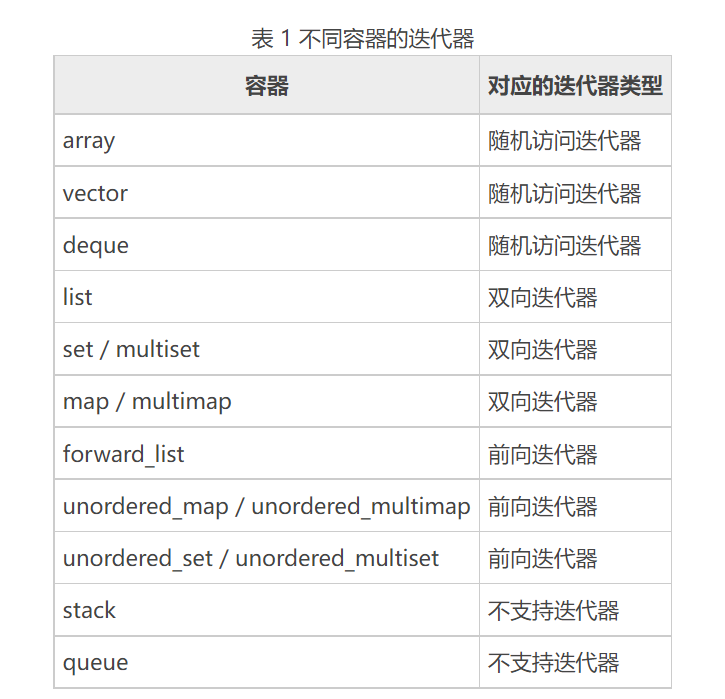 表 1 不同容器的迭代器
容器 对应的迭代器类型
array 随机访问迭代器
vector 随机访问迭代器
deque 随机访问迭代器
list 双向迭代器
set / multiset 双向迭代器
map / multimap 双向迭代器
forward_list 前向迭代器
unordered_map / unordered_multimap 前向迭代器
unordered_set / unordered_multiset 前向迭代器
stack 不支持迭代器
queue 不支持迭代器